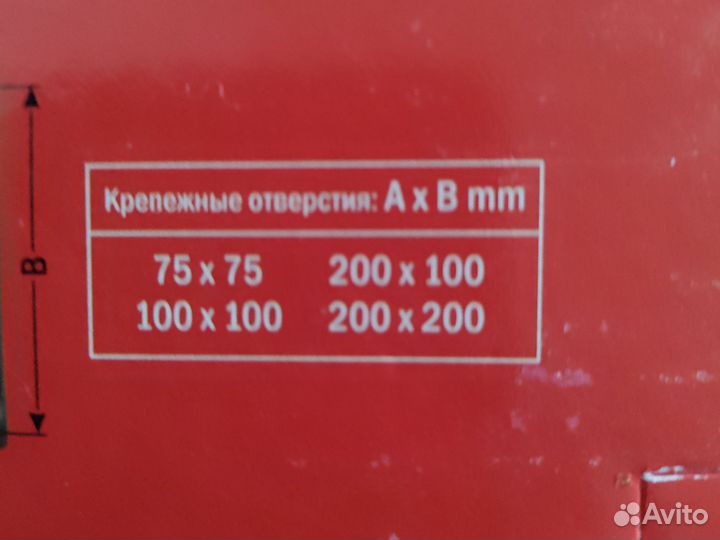 Крепежные отверстия: A x B mm
75 x 75 200 x 100
100 x 100 200 x 200
B
Avito